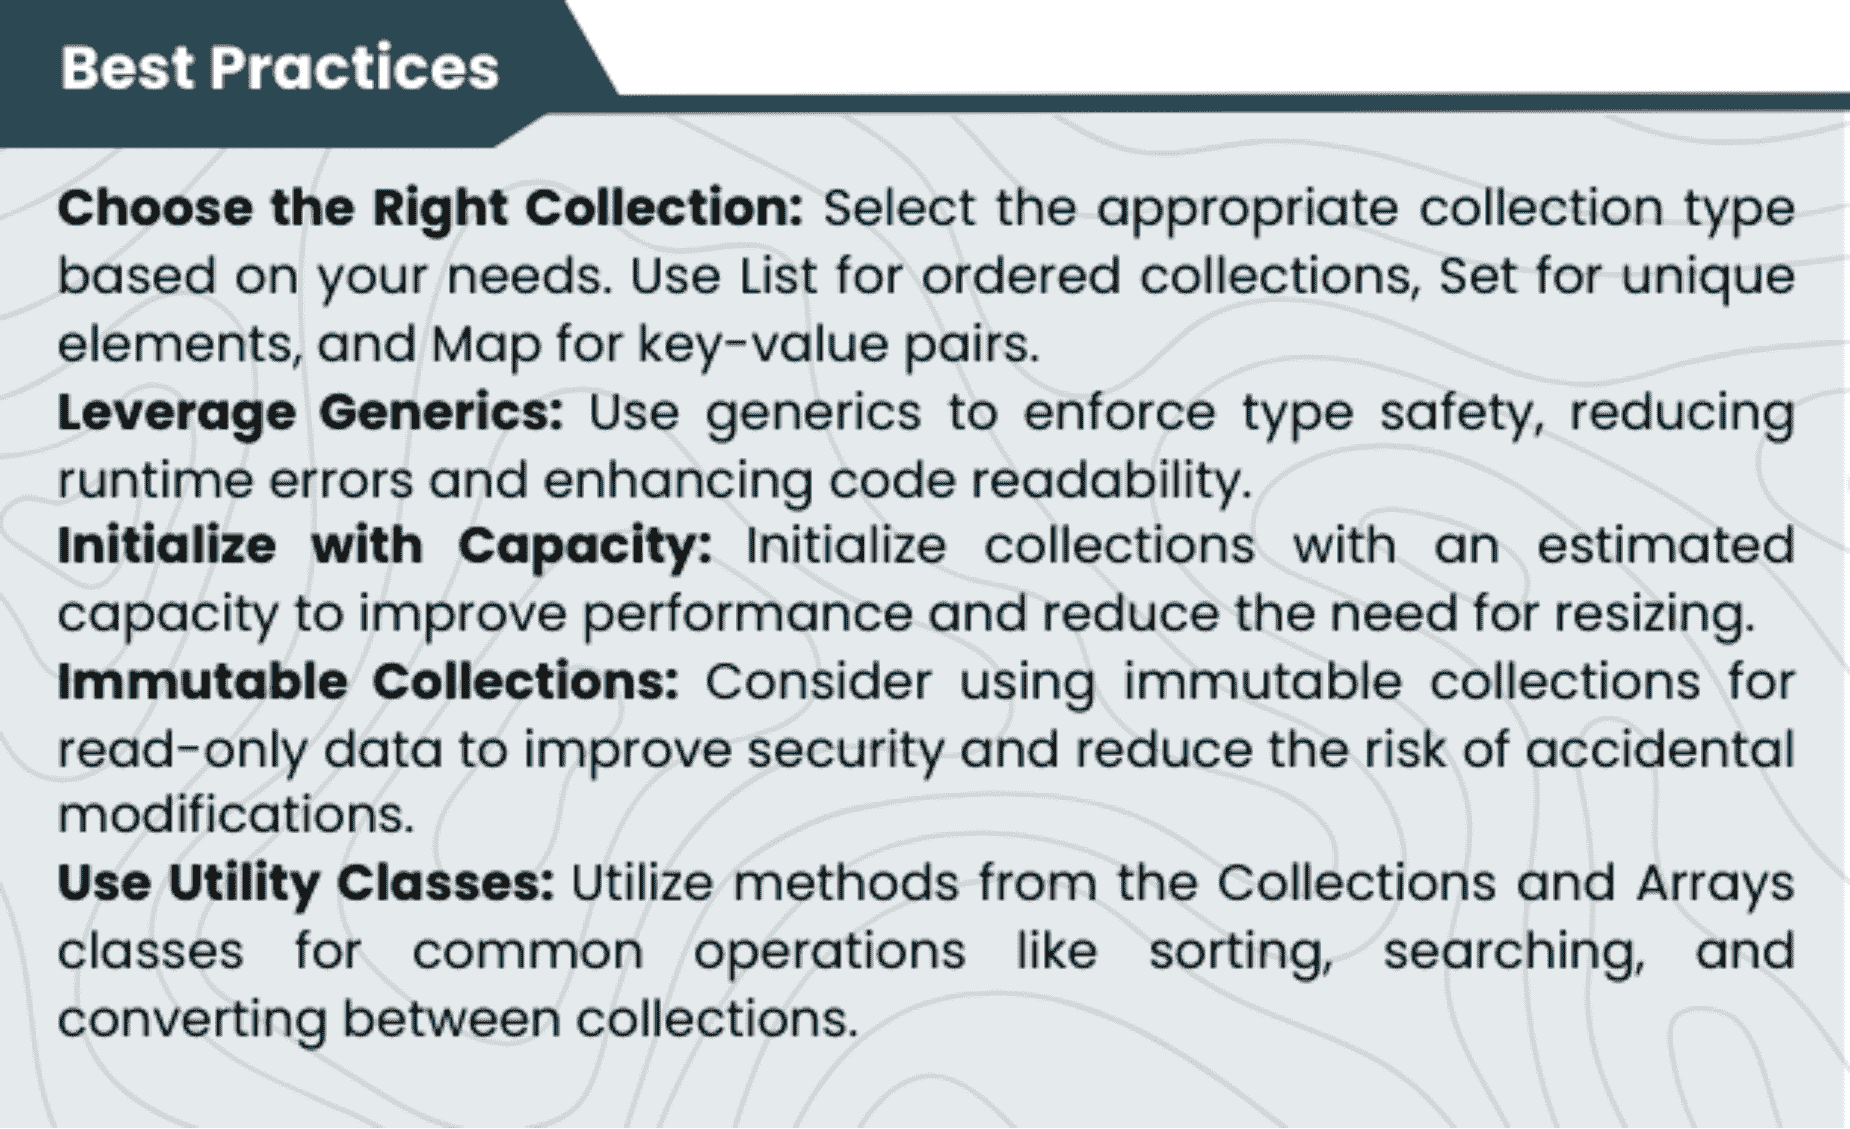 Best Practices
Choose the Right Collection: Select the appropriate collection type
based on your needs. Use List for ordered collections, Set for unique
elements, and Map for key-value pairs.
Leverage Generics: Use generics to enforce type safety, reducing
runtime errors and enhancing code readability.
Initialize with Capacity: Initialize collections with an estimated
capacity to improve performance and reduce the need for resizing.
Immutable Collections: Consider using immutable collections for
read-only data to improve security and reduce the risk of accidental
modifications.
Use Utility Classes: Utilize methods from the Collections and Arrays
classes for common operations like sorting, searching, and
converting between collections.